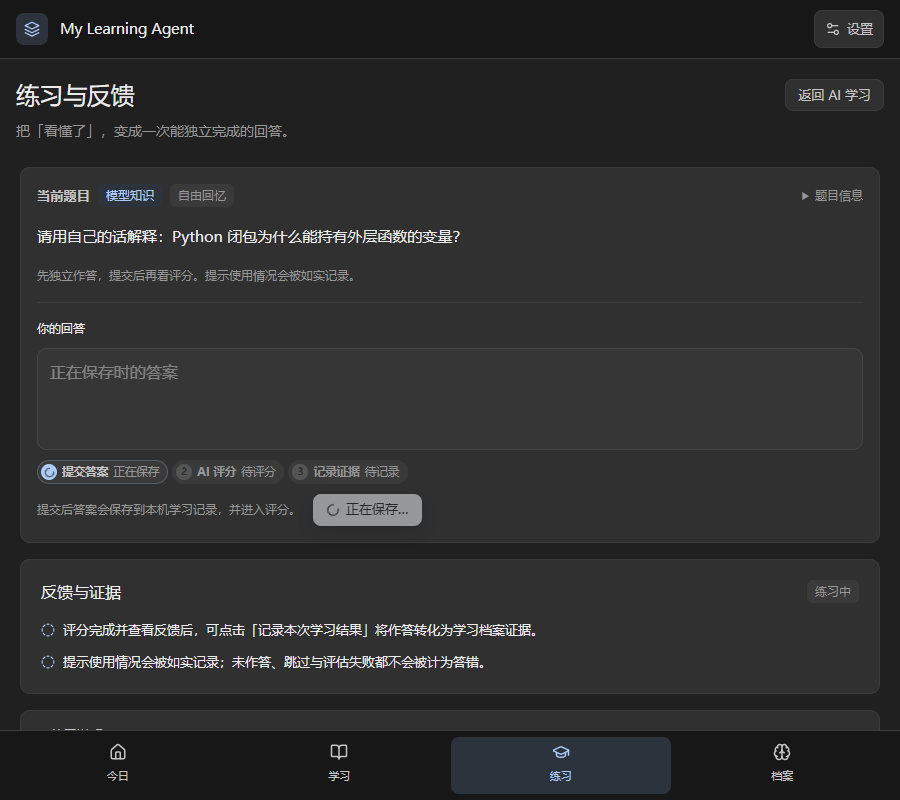 My Learning Agent
设置
练习与反馈
返回 AI 学习
把「看懂了」，变成一次能独立完成的回答。
当前题目 模型知识 自由回忆
题目信息
请用自己的话解释：Python 闭包为什么能持有外层函数的变量？
先独立作答，提交后再看评分。提示使用情况会被如实记录。
你的回答
正在保存时的答案
提交答案 正在保存 2 AI 评分 待评分 3 记录证据 待记录
提交后答案会保存到本机学习记录，并进入评分。
正在保存...
反馈与证据
练习中
评分完成并查看反馈后，可点击「记录本次学习结果」将作答转化为学习档案证据。
提示使用情况会被如实记录；未作答、跳过与评估失败都不会被计为答错。
今日
学习
练习
档案